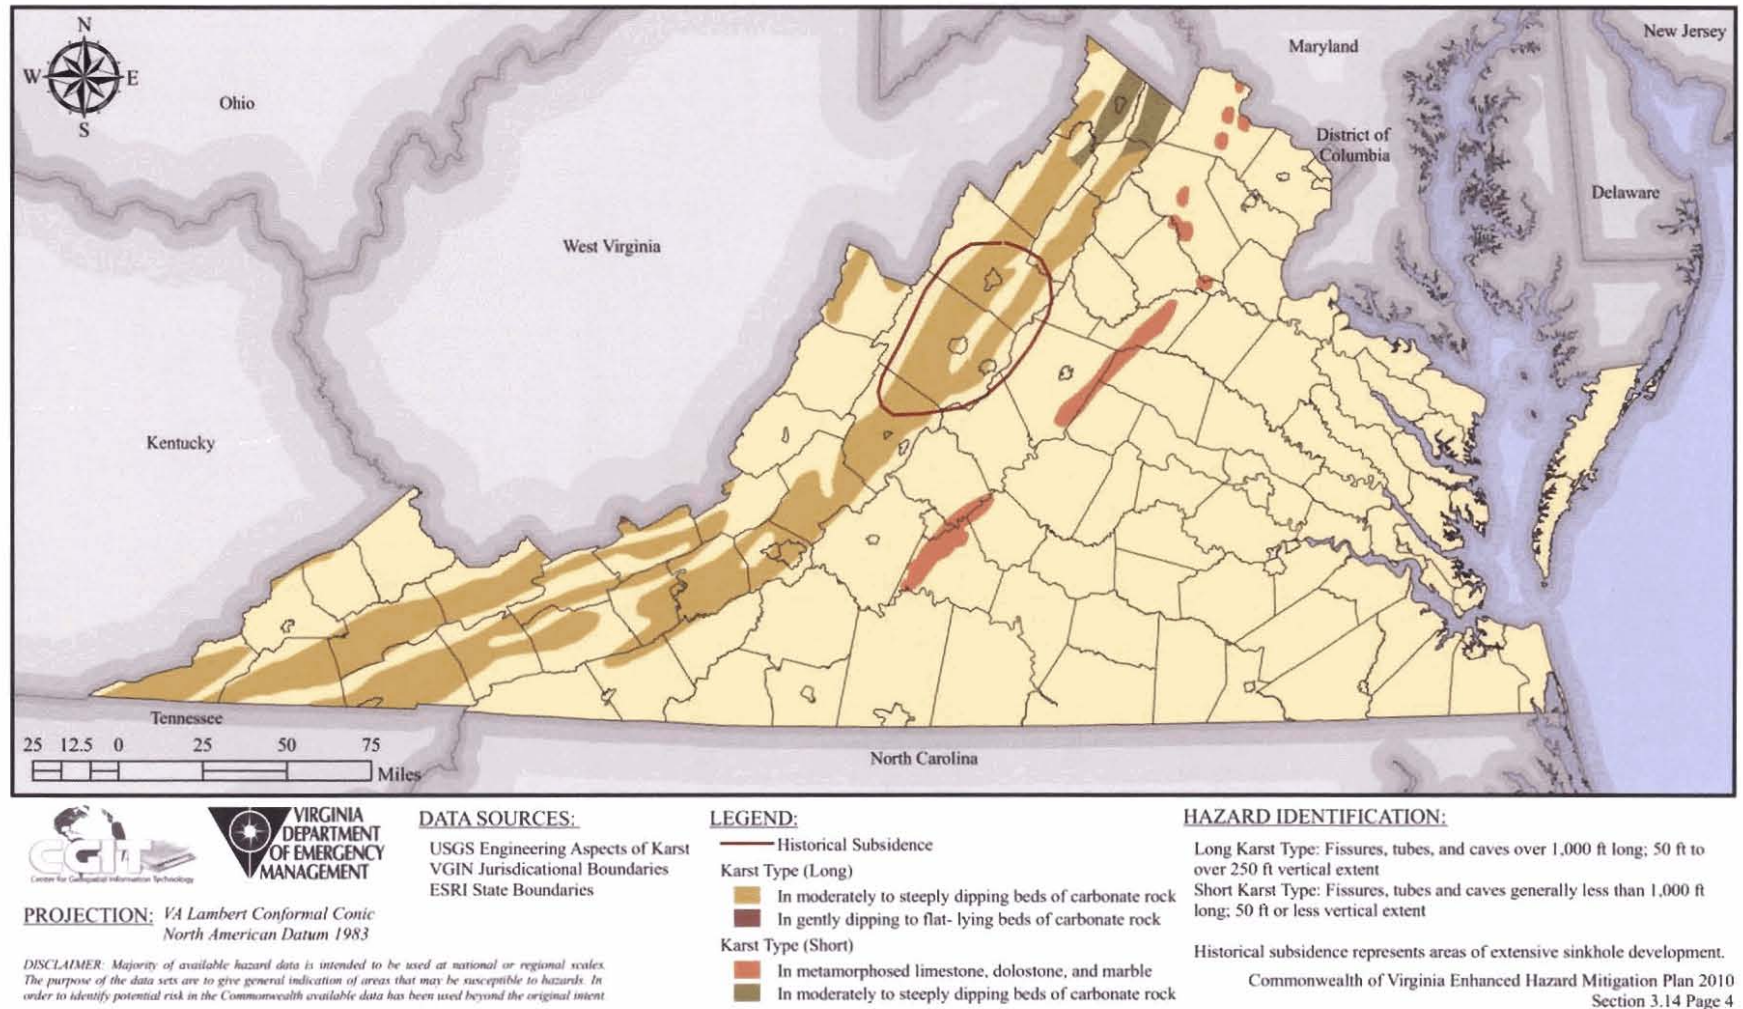 N
W
E
S
Ohio
West Virginia
Kentucky
Tennessee
North Carolina
Maryland
District of
Columbia
Delaware
New Jersey
25 12.5 0 25 50 75
Miles
CGIT
Center for Geospatial Information Technology
VIRGINIA
DEPARTMENT
OF EMERGENCY
MANAGEMENT
PROJECTION: VA Lambert Conformal Conic
North American Datum 1983
DISCLAIMER: Majority of available hazard data is intended to be used at national or regional scales.
The purpose of the data sets are to give general indication of areas that may be susceptible to hazards. In
order to identify potential risk in the Commonwealth available data has been used beyond the original intent
DATA SOURCES:
USGS Engineering Aspects of Karst
VGIN Jurisdicational Boundaries
ESRI State Boundaries
LEGEND:
Historical Subsidence
Karst Type (Long)
In moderately to steeply dipping beds of carbonate rock
In gently dipping to flat- lying beds of carbonate rock
Karst Type (Short)
In metamorphosed limestone, dolostone, and marble
In moderately to steeply dipping beds of carbonate rock
HAZARD IDENTIFICATION:
Long Karst Type: Fissures, tubes, and caves over 1,000 ft long; 50 ft to
over 250 ft vertical extent
Short Karst Type: Fissures, tubes and caves generally less than 1,000 ft
long; 50 ft or less vertical extent
Historical subsidence represents areas of extensive sinkhole development.
Commonwealth of Virginia Enhanced Hazard Mitigation Plan 2010
Section 3.14 Page 4